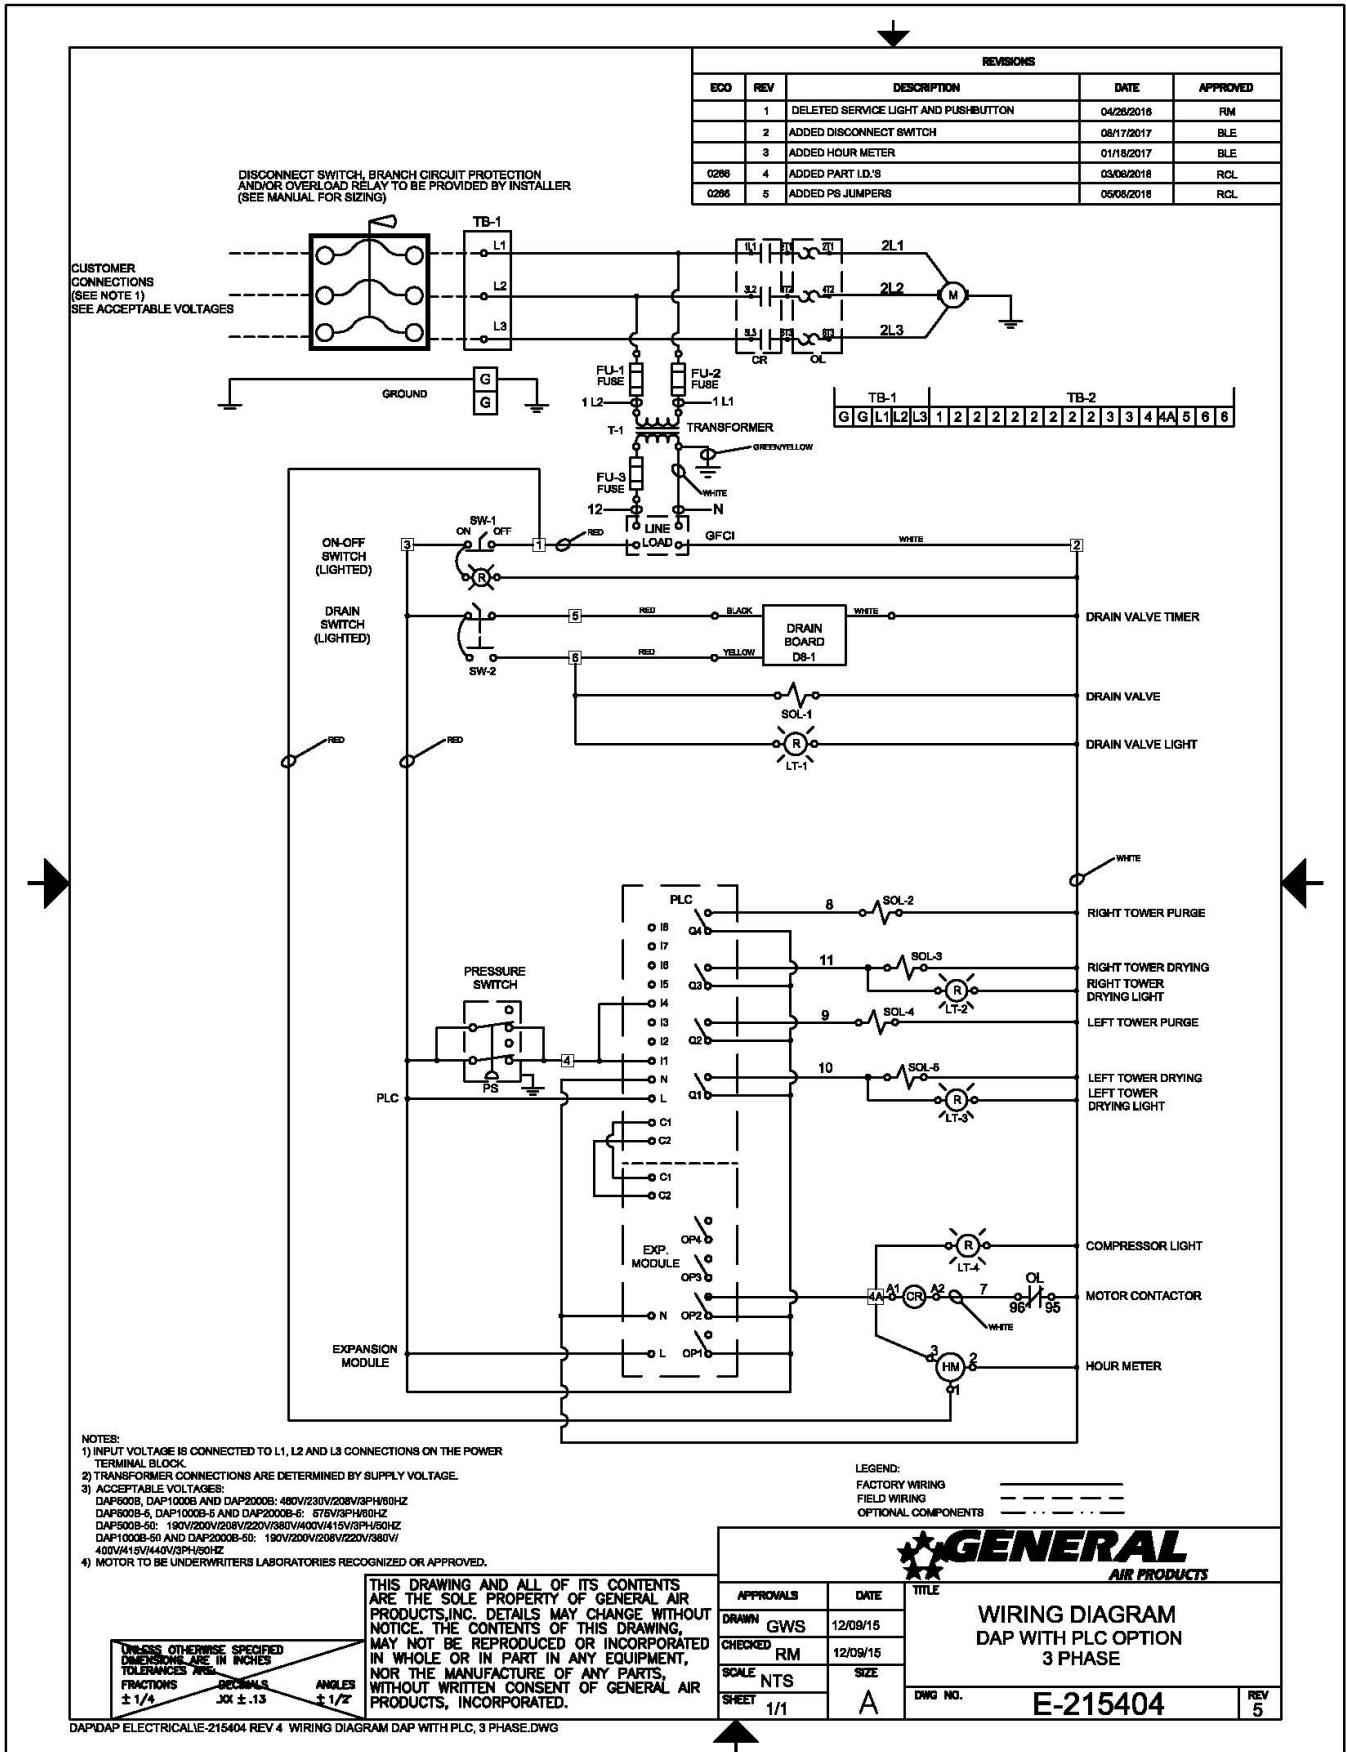 REVISIONS
ECO REV DESCRIPTION DATE APPROVED
1 DELETED SERVICE LIGHT AND PUSHBUTTON 04/26/2016 RM
2 ADDED DISCONNECT SWITCH 08/17/2017 BLE
3 ADDED HOUR METER 01/18/2017 BLE
0266 4 ADDED PART I.D.'S 03/08/2018 RCL
0266 5 ADDED PS JUMPERS 05/08/2018 RCL
DISCONNECT SWITCH, BRANCH CIRCUIT PROTECTION
AND/OR OVERLOAD RELAY TO BE PROVIDED BY INSTALLER
(SEE MANUAL FOR SIZING)
TB-1
L1
L2
L3
CUSTOMER
CONNECTIONS
(SEE NOTE 1)
SEE ACCEPTABLE VOLTAGES
1L1 2T1 2T1 2L1
3L2 4T2 4T2 2L2
5L3 6T3 6T3 2L3
M
CR OL
GROUND
G
G
FU-1
FUSE
FU-2
FUSE
1 L2
1 L1
T-1
TRANSFORMER
GREEN/YELLOW
FU-3
FUSE
WHITE
12
N
LINE
LOAD
GFCI
TB-1 TB-2
G G L1 L2 L3 1 2 2 2 2 2 2 2 2 3 3 4 4A 5 6 6
ON-OFF
SWITCH
(LIGHTED)
3
SW-1
ON OFF
1
RED
WHITE
2
R
DRAIN
SWITCH
(LIGHTED)
SW-2
5
RED
BLACK
WHITE
DRAIN
BOARD
DB-1
DRAIN VALVE TIMER
6
RED
YELLOW
SOL-1
DRAIN VALVE
R
LT-1
DRAIN VALVE LIGHT
RED
RED
WHITE
PLC
I8
I7
I6
I5
I4
I3
I2
I1
N
L
C1
C2
Q4
Q3
Q2
Q1
8
SOL-2
RIGHT TOWER PURGE
11
SOL-3
RIGHT TOWER DRYING
R
LT-2
RIGHT TOWER
DRYING LIGHT
9
SOL-4
LEFT TOWER PURGE
10
SOL-5
LEFT TOWER DRYING
R
LT-3
LEFT TOWER
DRYING LIGHT
PRESSURE
SWITCH
PS
4
PLC
C1
C2
EXP.
MODULE
OP4
OP3
N OP2
L OP1
EXPANSION
MODULE
R
LT-4
COMPRESSOR LIGHT
4A A1 CR A2 7 OL
96 95
WHITE
MOTOR CONTACTOR
3 HM 2
1
HOUR METER
NOTES:
1) INPUT VOLTAGE IS CONNECTED TO L1, L2 AND L3 CONNECTIONS ON THE POWER
TERMINAL BLOCK.
2) TRANSFORMER CONNECTIONS ARE DETERMINED BY SUPPLY VOLTAGE.
3) ACCEPTABLE VOLTAGES:
DAP500B, DAP1000B AND DAP2000B: 460V/230V/208V/3PH/60HZ
DAP500B-5, DAP1000B-5 AND DAP2000B-5: 575V/3PH/60HZ
DAP500B-50: 190V/200V/208V/220V/380V/400V/415V/3PH/50HZ
DAP1000B-50 AND DAP2000B-50: 190V/200V/208V/220V/380V/
400V/415V/440V/3PH/50HZ
4) MOTOR TO BE UNDERWRITERS LABORATORIES RECOGNIZED OR APPROVED.
LEGEND:
FACTORY WIRING
FIELD WIRING
OPTIONAL COMPONENTS
THIS DRAWING AND ALL OF ITS CONTENTS
ARE THE SOLE PROPERTY OF GENERAL AIR
PRODUCTS,INC. DETAILS MAY CHANGE WITHOUT
NOTICE. THE CONTENTS OF THIS DRAWING,
MAY NOT BE REPRODUCED OR INCORPORATED
IN WHOLE OR IN PART IN ANY EQUIPMENT,
NOR THE MANUFACTURE OF ANY PARTS,
WITHOUT WRITTEN CONSENT OF GENERAL AIR
PRODUCTS, INCORPORATED.
UNLESS OTHERWISE SPECIFIED
DIMENSIONS ARE IN INCHES
TOLERANCES ARE:
FRACTIONS DECIMALS ANGLES
± 1/4 .XX ± .13 ± 1/2°
GENERAL
AIR PRODUCTS
APPROVALS DATE
DRAWN GWS 12/09/15
CHECKED RM 12/09/15
SCALE NTS SIZE
SHEET 1/1 A
TITLE
WIRING DIAGRAM
DAP WITH PLC OPTION
3 PHASE
DWG NO. E-215404 REV 5
DAP\DAP ELECTRICAL\E-215404 REV 4 WIRING DIAGRAM DAP WITH PLC, 3 PHASE.DWG